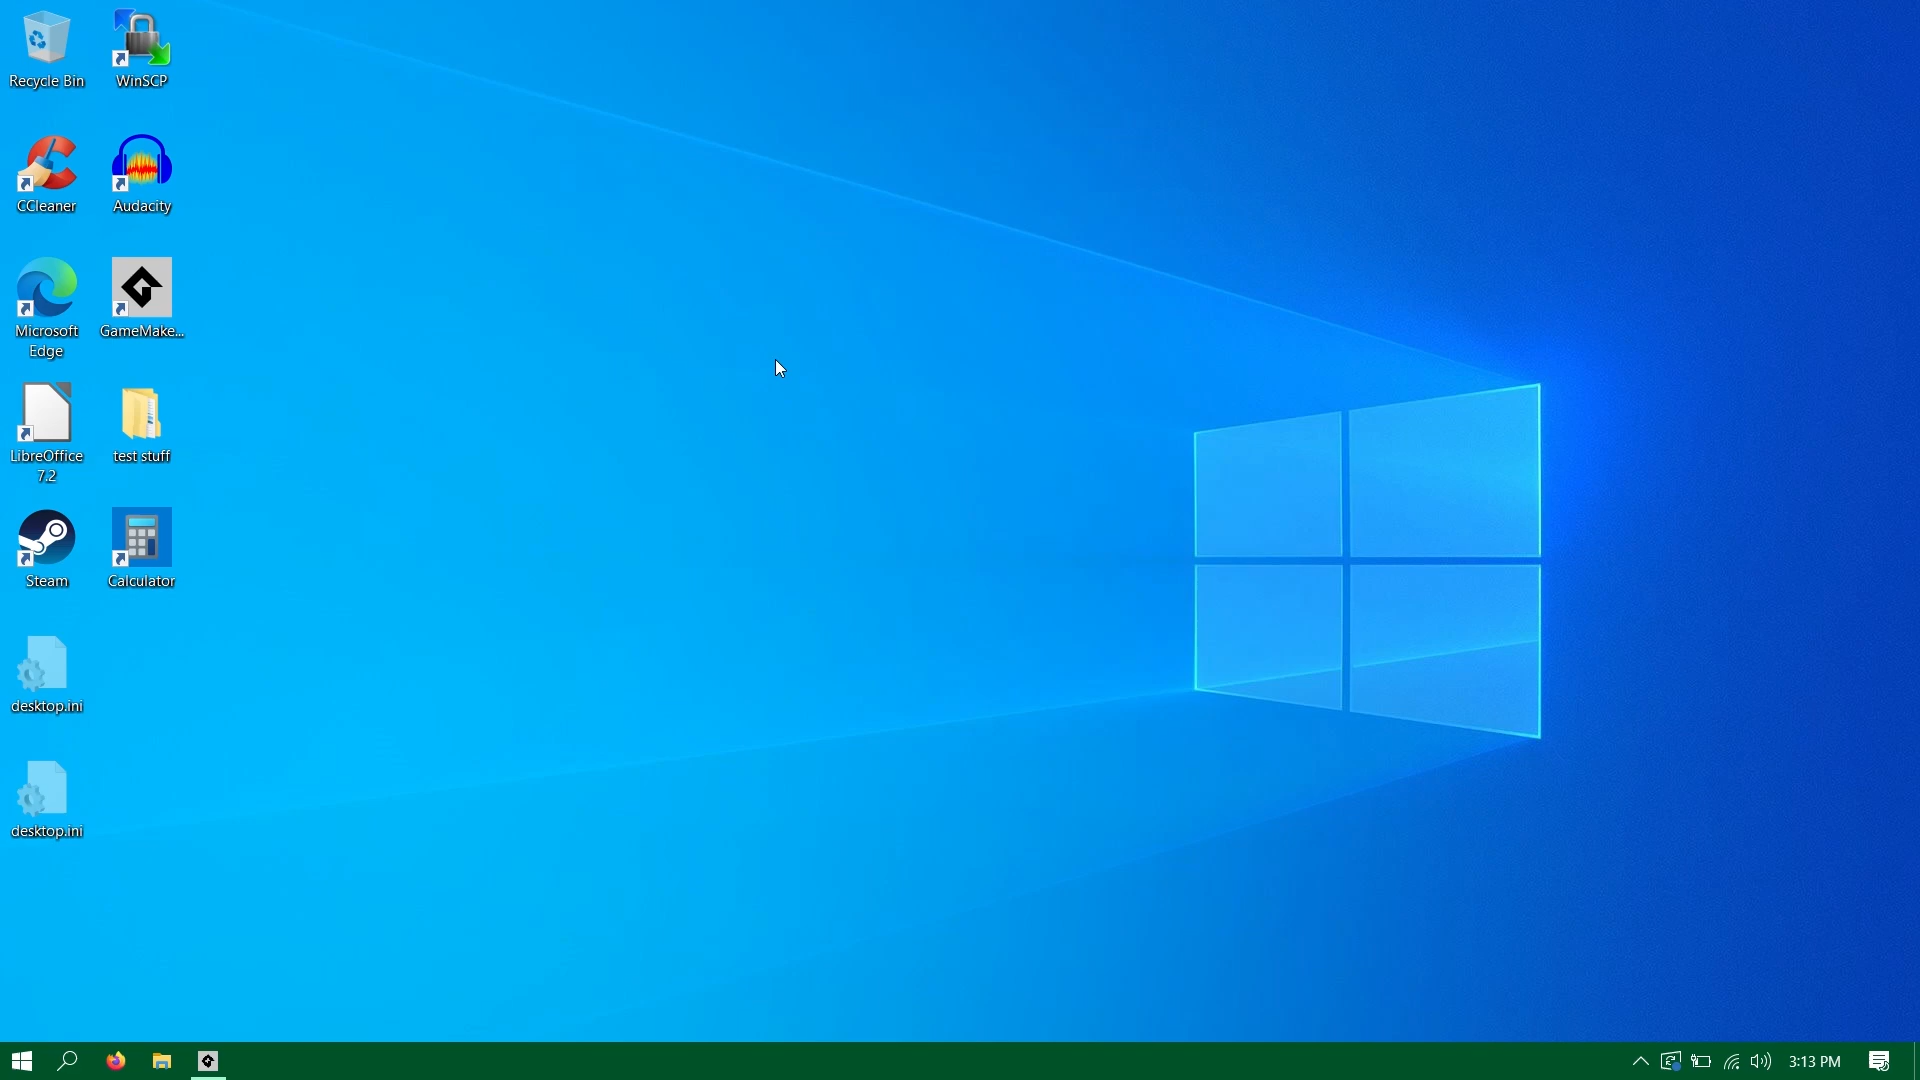 Recycle Bin
WinSCP
CCleaner
Audacity
Microsoft
Edge
GameMake...
LibreOffice
7.2
test stuff
Steam
Calculator
desktop.ini
desktop.ini
3:13 PM